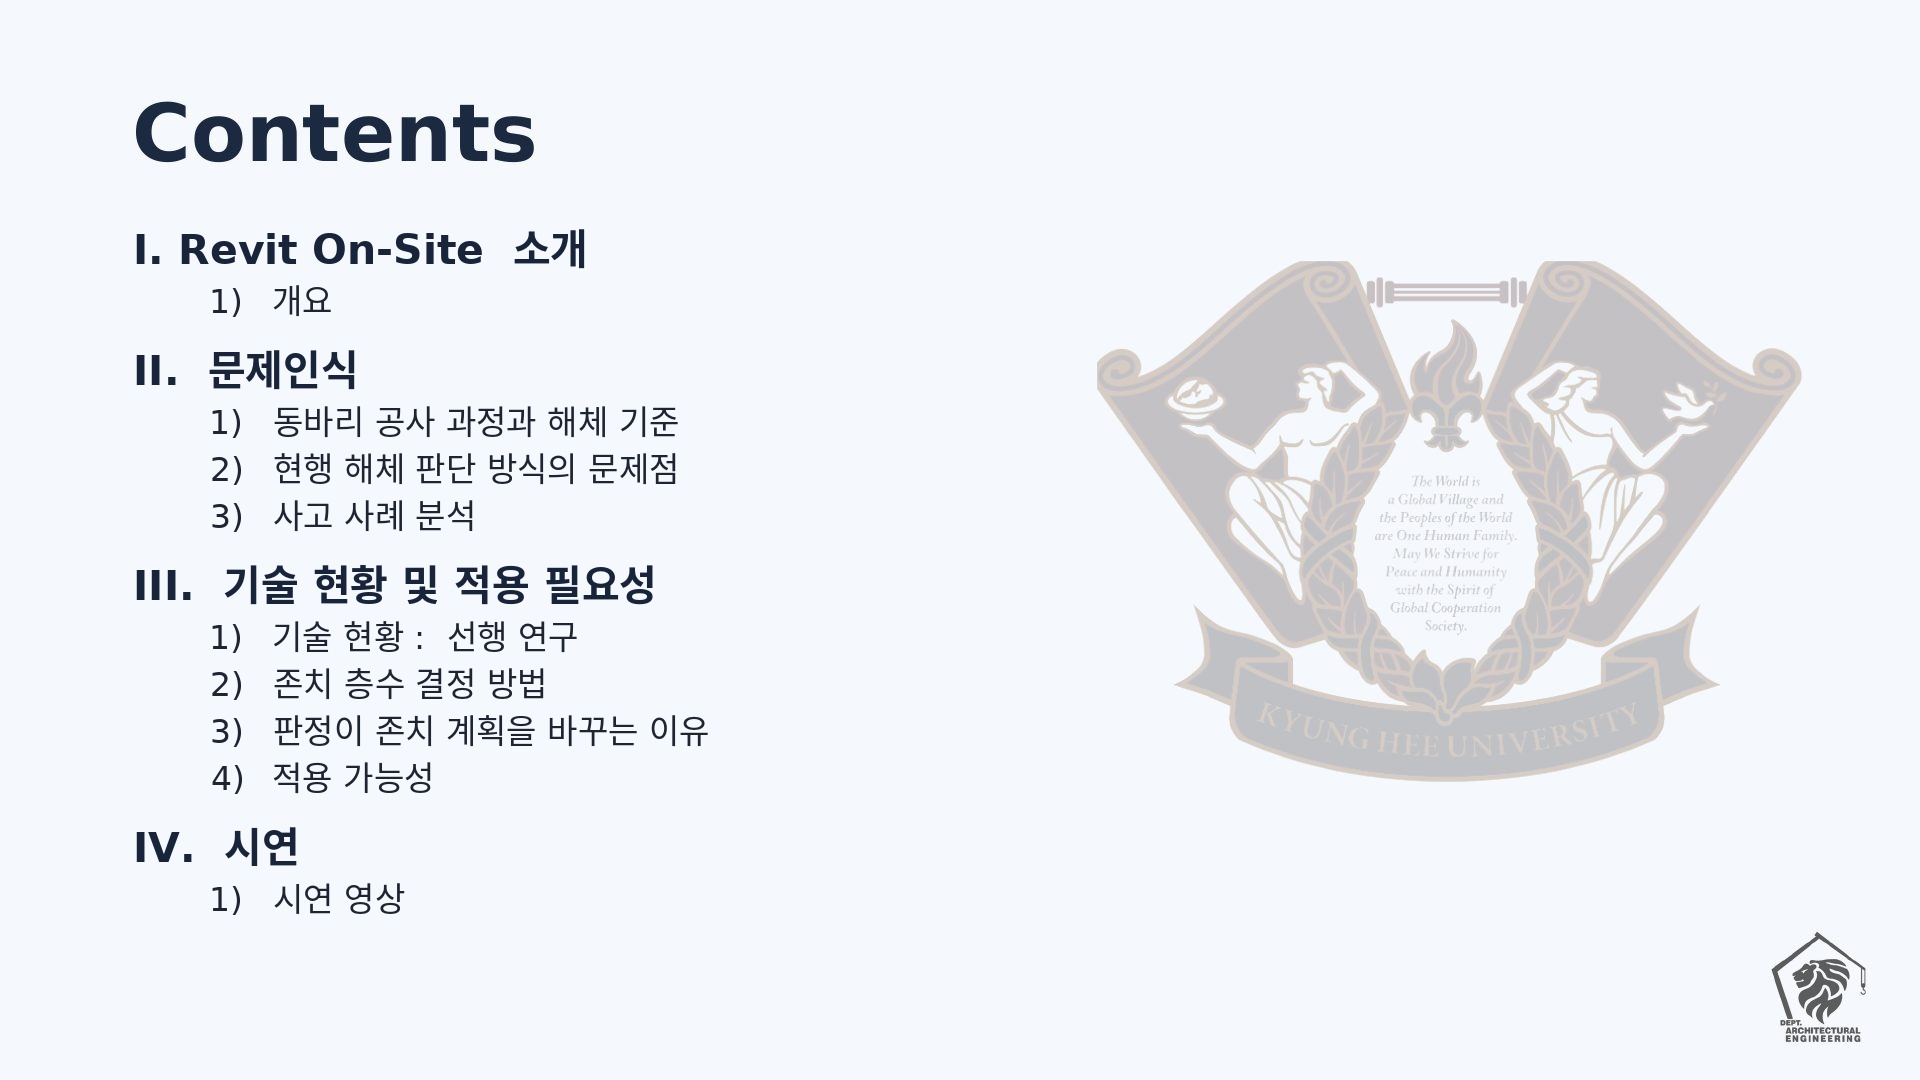 Contents
I. Revit On-Site 소개
1) 개요
II. 문제인식
1) 동바리 공사 과정과 해체 기준
2) 현행 해체 판단 방식의 문제점
3) 사고 사례 분석
III. 기술 현황 및 적용 필요성
1) 기술 현황 : 선행 연구
2) 존치 층수 결정 방법
3) 판정이 존치 계획을 바꾸는 이유
4) 적용 가능성
IV. 시연
1) 시연 영상
The World is
a Global Village and
the Peoples of the World
are One Human Family.
May We Strive for
Peace and Humanity
with the Spirit of
Global Cooperation
Society.
KYUNG HEE UNIVERSITY
DEPT.
ARCHITECTURAL
ENGINEERING